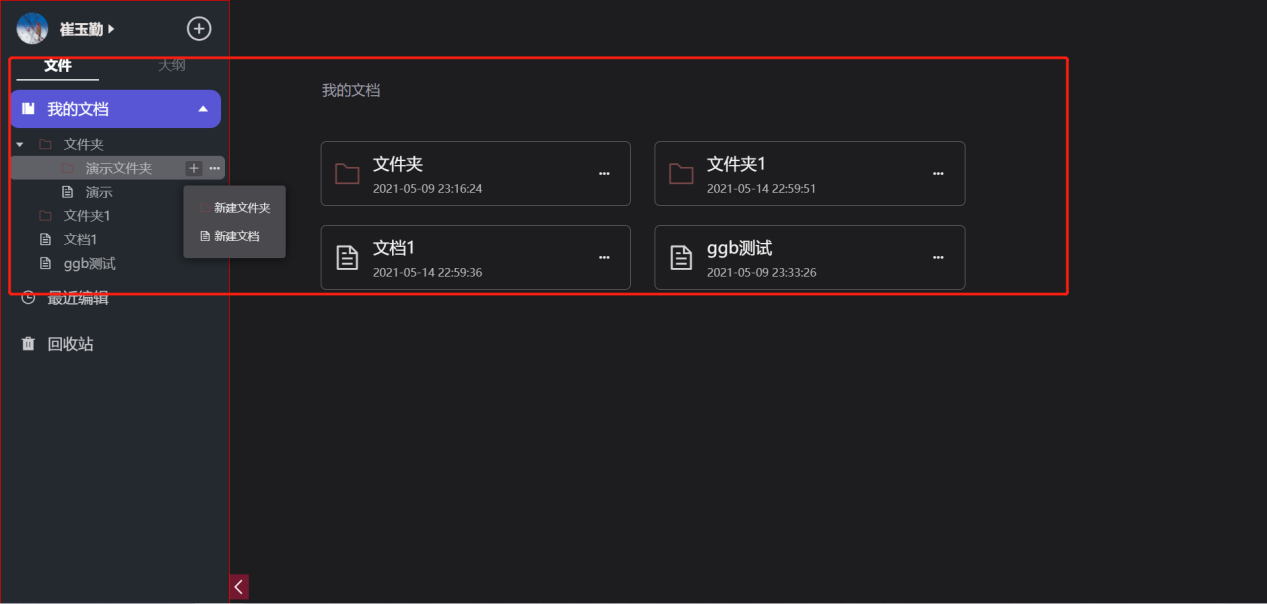 崔玉勤
文件 大纲
我的文档
文件夹
演示文件夹
演示
文件夹1
文档1
ggb测试
新建文件夹
新建文档
最近编辑
回收站
我的文档
文件夹
2021-05-09 23:16:24
文件夹1
2021-05-14 22:59:51
文档1
2021-05-14 22:59:36
ggb测试
2021-05-09 23:33:26